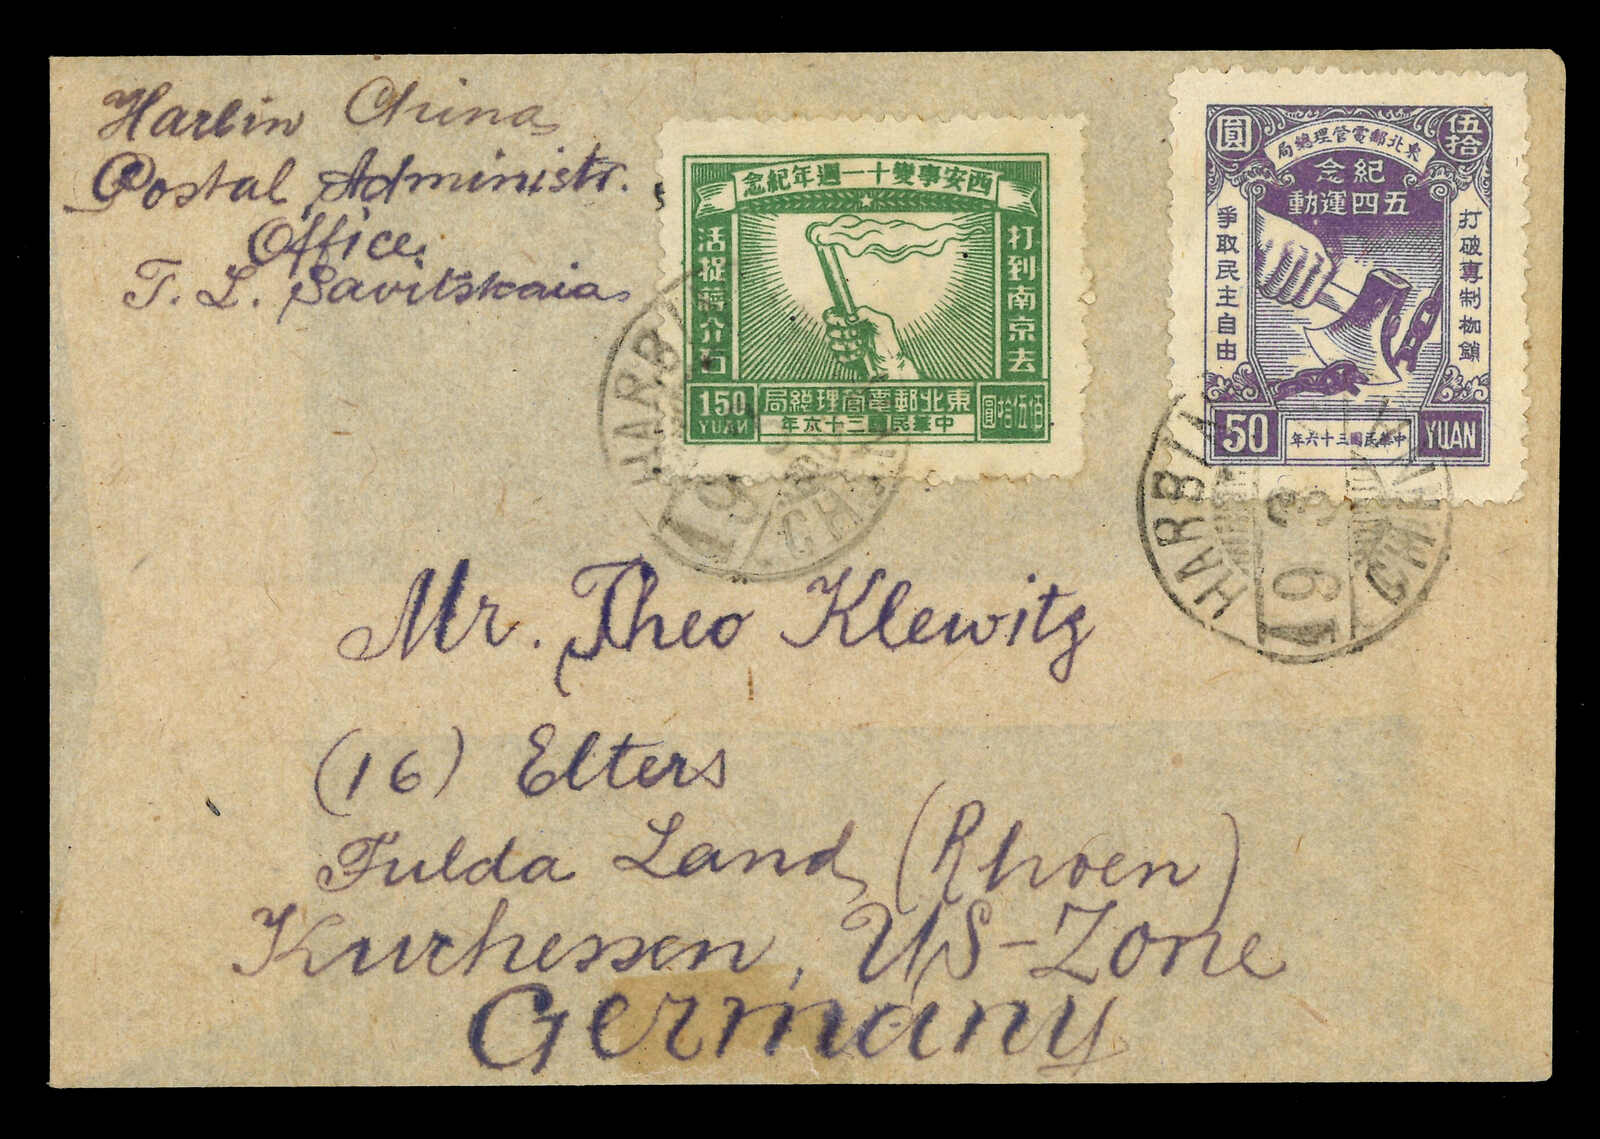 Harbin China
Postal Administr.
Office
T. L. Savitskaia
西安事變十一週年紀念
打到南京去
活捉蔣介石
150
YUAN
東北郵電管理總局
中華民國三十六年
佰伍拾圓
圓
伍拾
東北郵電管理總局
紀念
五四運動
打破專制枷鎖
爭取民主自由
50
中華民國三十六年
YUAN
HARBIN
19
CHINA
HARBIN
19 3
CHINA
Mr. Theo Klewitz
(16) Elters
Fulda Land (Rhoen)
Kurhessen, US-Zone
Germany